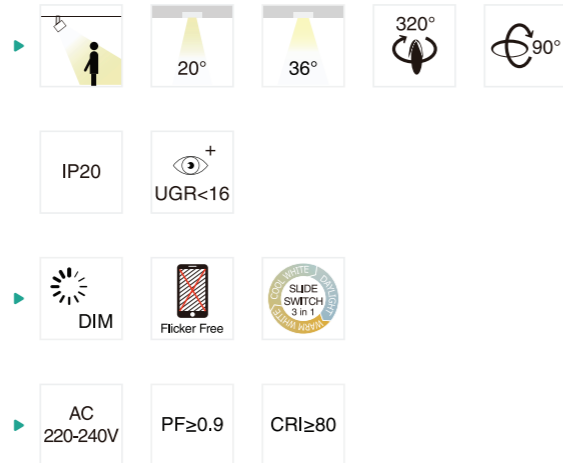 20°
36°
320°
90°
IP20
+
UGR<16
DIM
Flicker Free
COOL WHITE
DAYLIGHT
WARM WHITE
SLIDE
SWITCH
3 in 1
AC
220-240V
PF≥0.9
CRI≥80